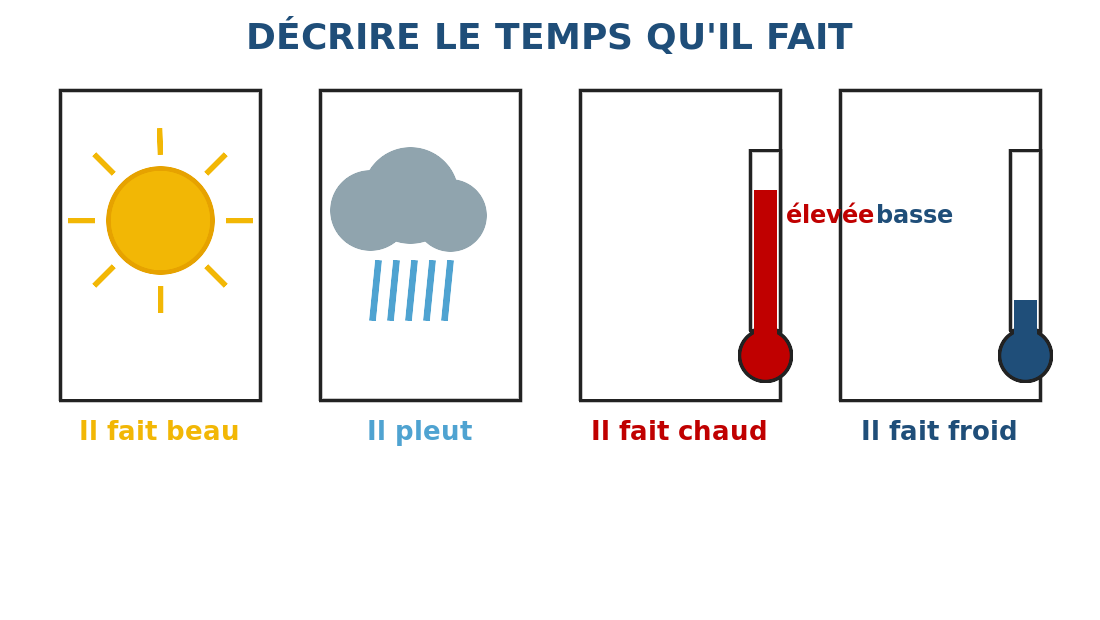 DÉCRIRE LE TEMPS QU'IL FAIT
élevée
basse
Il fait beau
Il pleut
Il fait chaud
Il fait froid